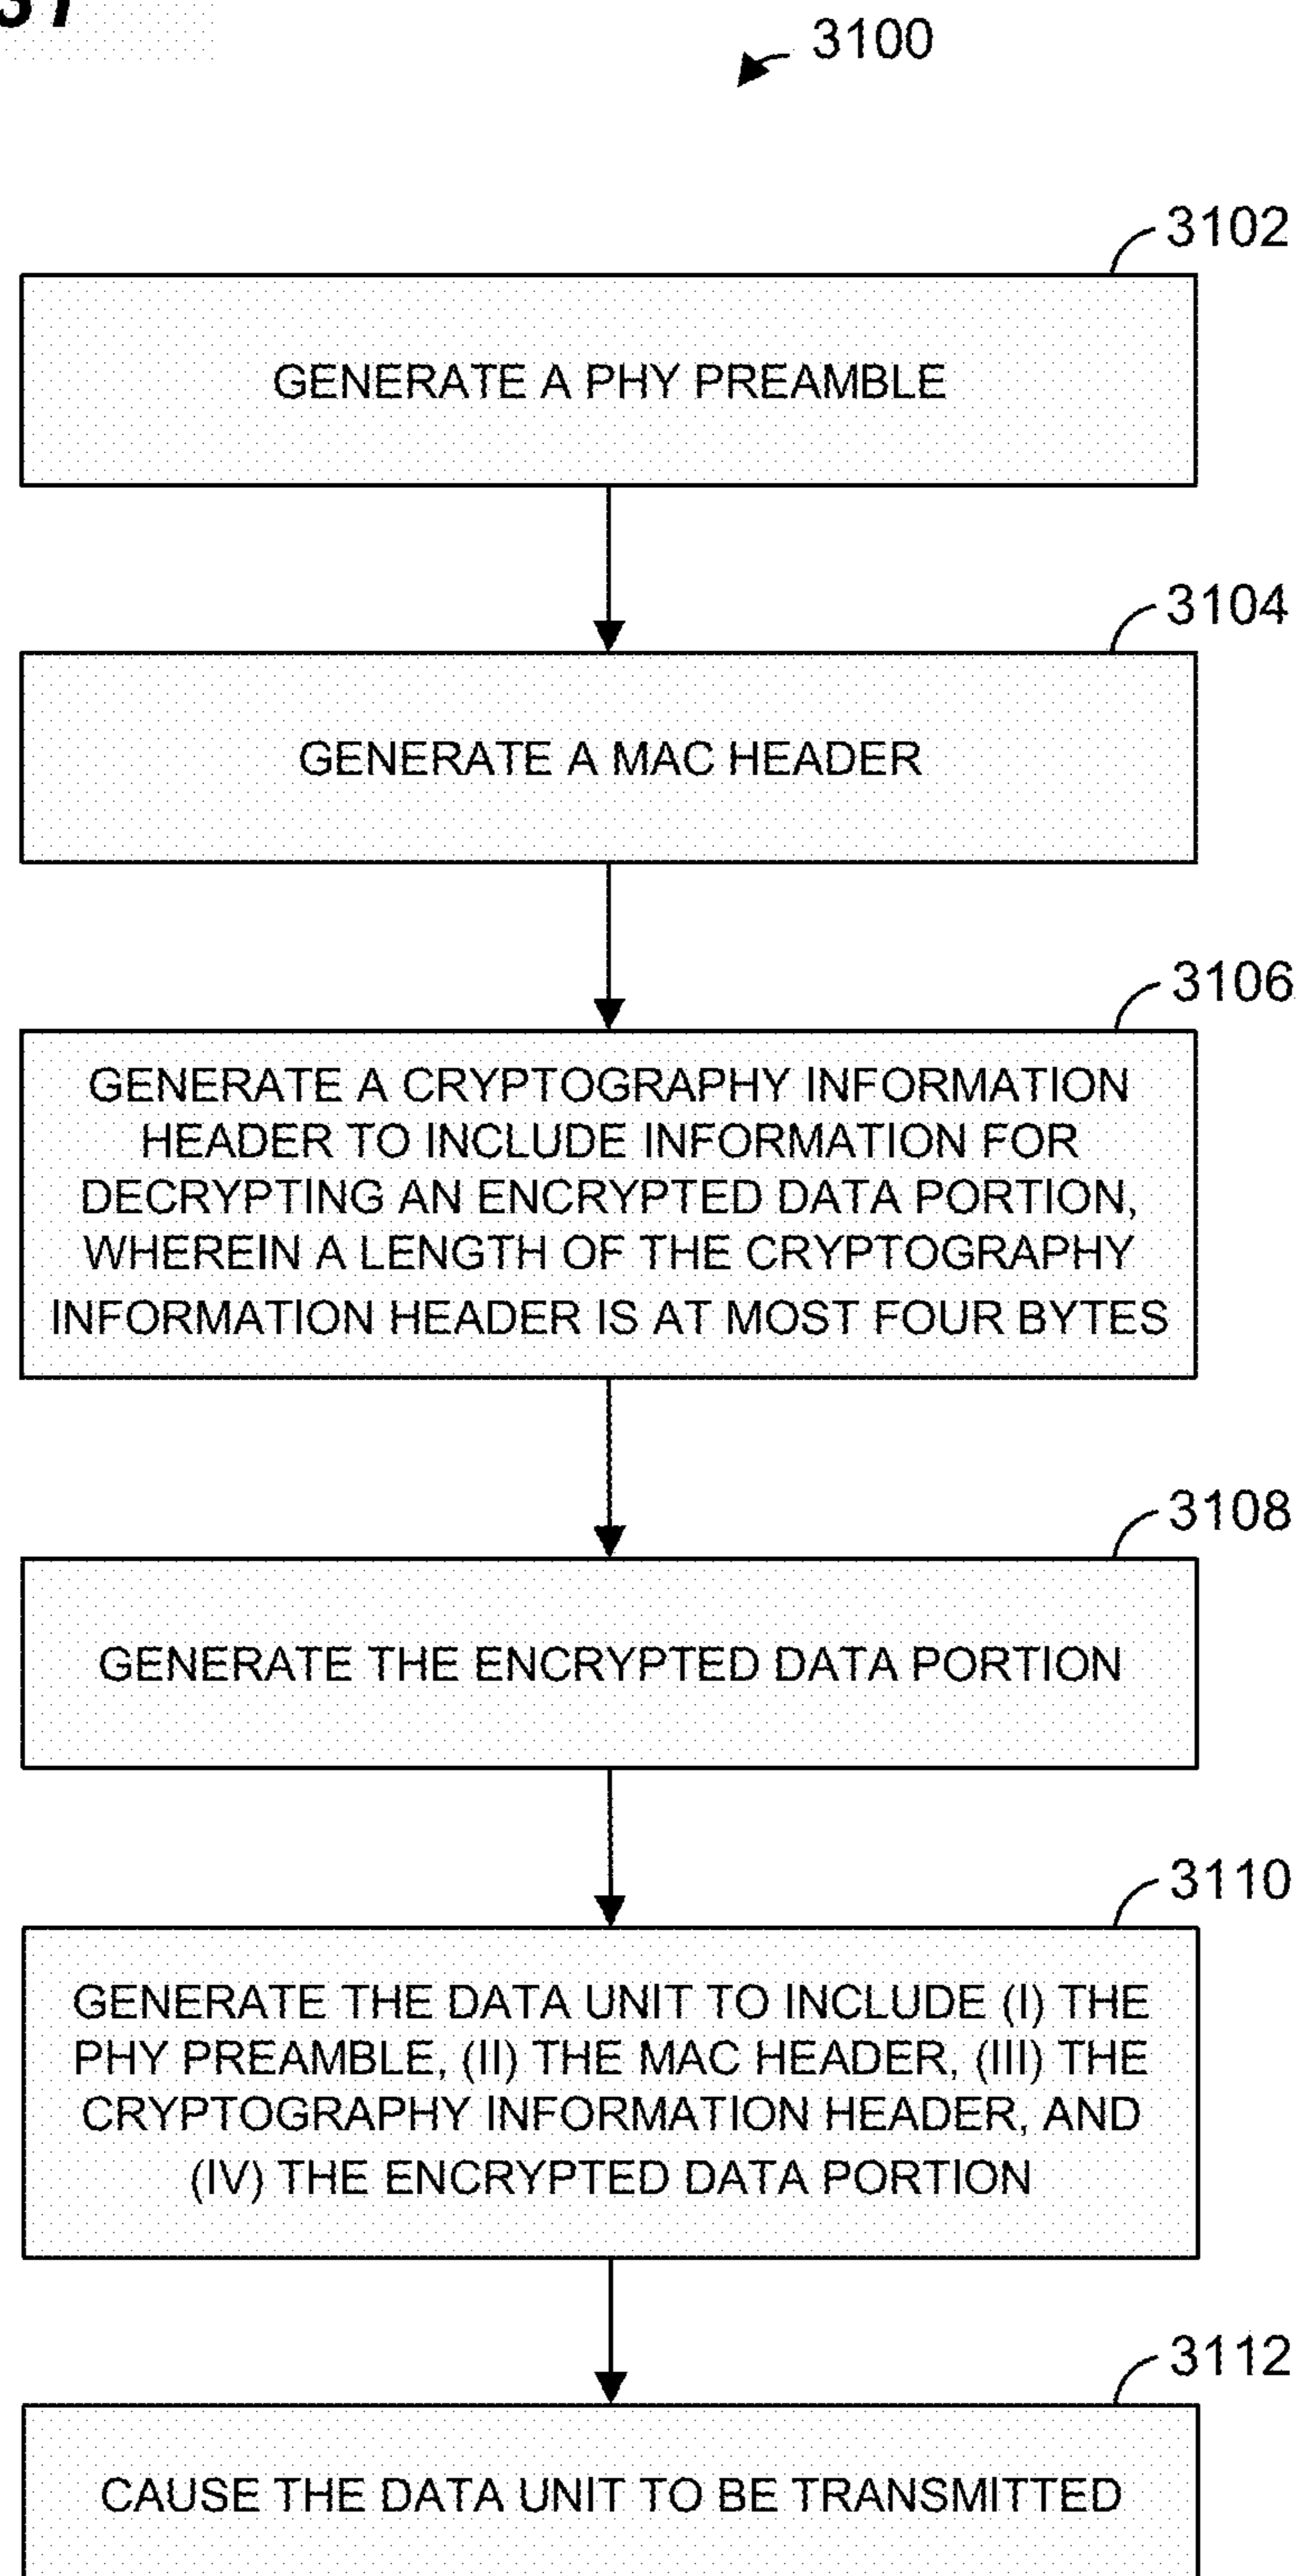 31
3100
3102
GENERATE A PHY PREAMBLE
3104
GENERATE A MAC HEADER
3106
GENERATE A CRYPTOGRAPHY INFORMATION
HEADER TO INCLUDE INFORMATION FOR
DECRYPTING AN ENCRYPTED DATA PORTION,
WHEREIN A LENGTH OF THE CRYPTOGRAPHY
INFORMATION HEADER IS AT MOST FOUR BYTES
3108
GENERATE THE ENCRYPTED DATA PORTION
3110
GENERATE THE DATA UNIT TO INCLUDE (I) THE
PHY PREAMBLE, (II) THE MAC HEADER, (III) THE
CRYPTOGRAPHY INFORMATION HEADER, AND
(IV) THE ENCRYPTED DATA PORTION
3112
CAUSE THE DATA UNIT TO BE TRANSMITTED